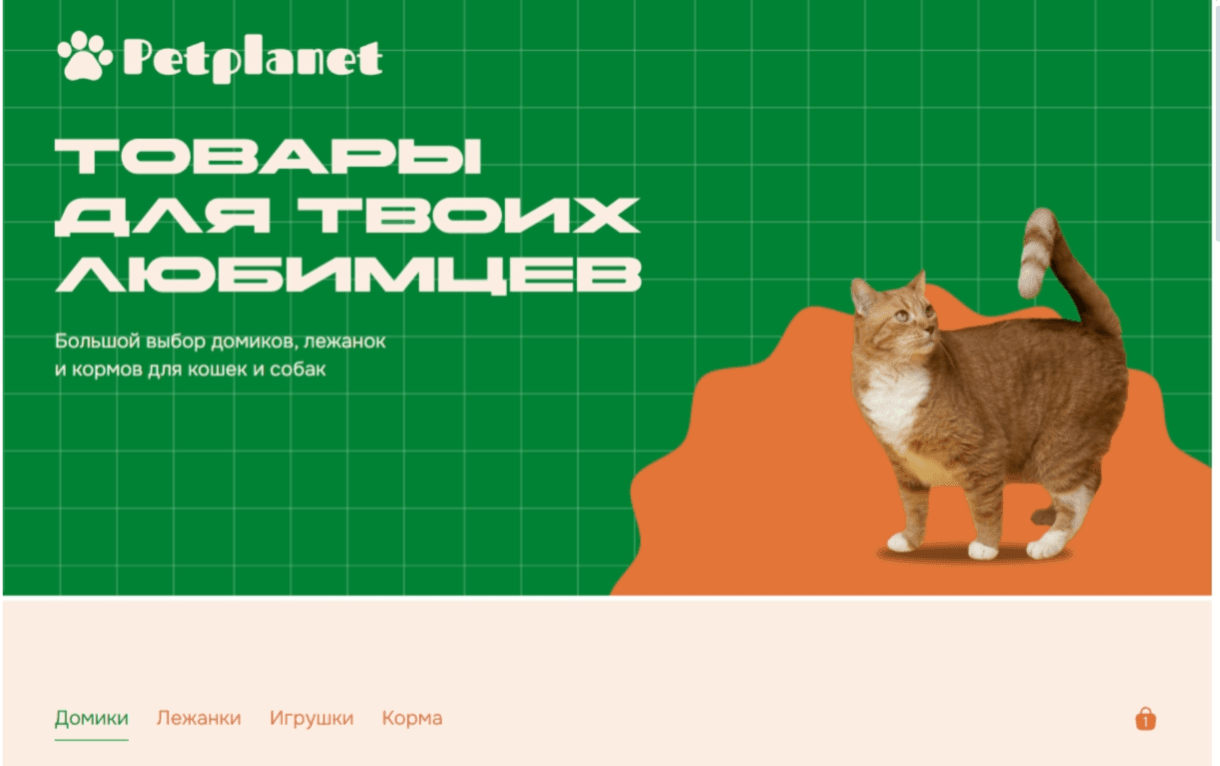 Petplanet
ТОВАРЫ
ДЛЯ ТВОИХ
ЛЮБИМЦЕВ
Большой выбор домиков, лежанок
и кормов для кошек и собак
Домики Лежанки Игрушки Корма 1